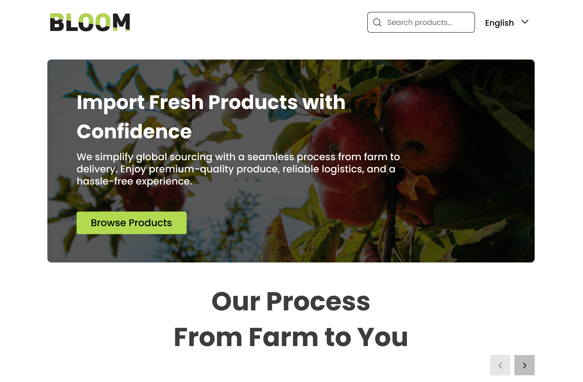 BLOOM
Search products...
English
Import Fresh Products with
Confidence
We simplify global sourcing with a seamless process from farm to
delivery. Enjoy premium-quality produce, reliable logistics, and a
hassle-free experience.
Browse Products
Our Process
From Farm to You